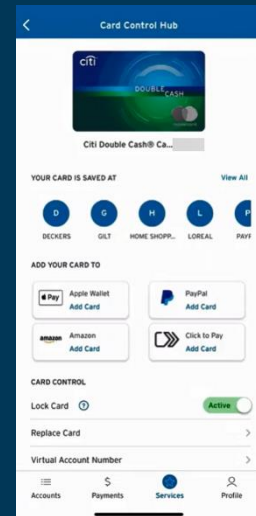 Card Control Hub
citi
DOUBLE CASH
Citi Double Cash® Ca...
YOUR CARD IS SAVED AT View All
D G H L P
DECKERS GILT HOME SHOPP... LOREAL PAYP
ADD YOUR CARD TO
Pay Apple Wallet
Add Card
PayPal
Add Card
amazon Amazon
Add Card
Click to Pay
Add Card
CARD CONTROL
Lock Card ? Active
Replace Card
Virtual Account Number
Accounts Payments Services Profile